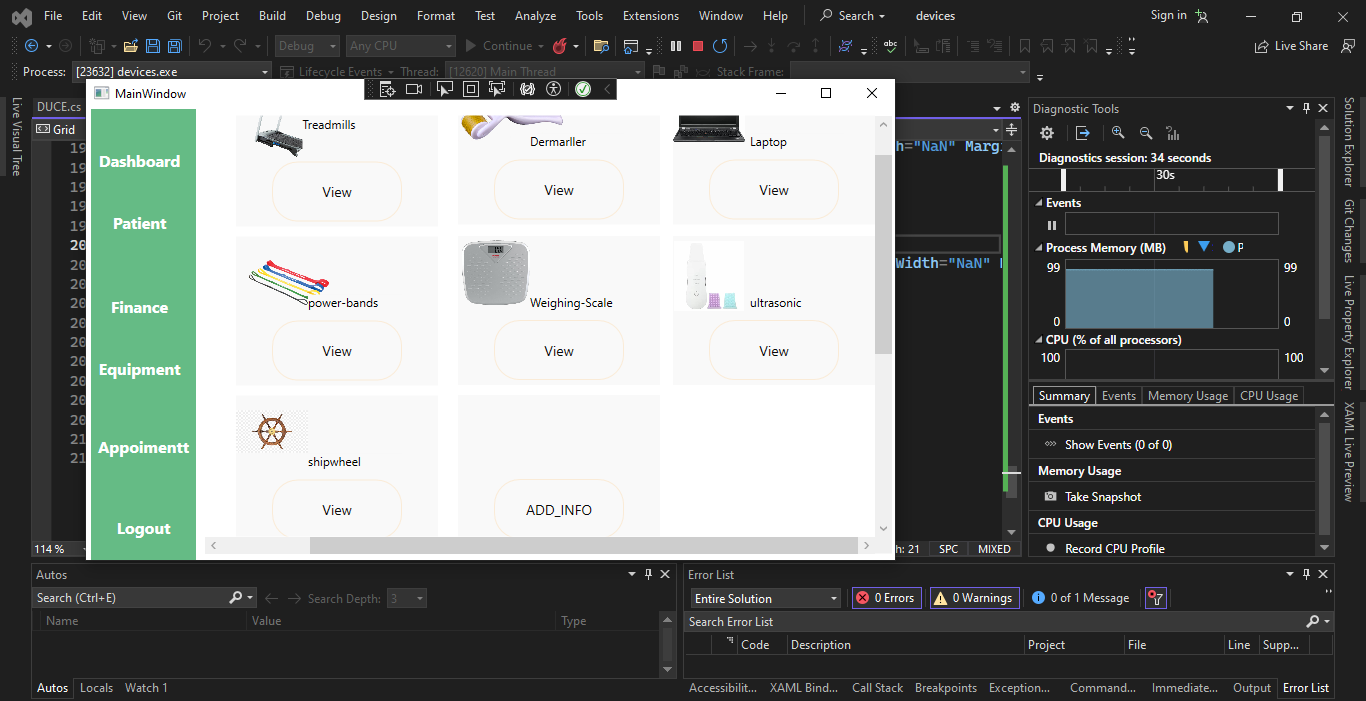 File Edit View Git Project Build Debug Design Format Test Analyze Tools Extensions Window Help Search devices Sign in
Debug Any CPU Continue Live Share
Process: [23632] devices.exe Lifecycle Events Thread: [12620] Main Thread Stack Frame:
MainWindow
DUCE.cs
Grid
Live Visual Tree
19
19
19
19
19
20
20
20
20
20
20
20
20
20
20
21
21
114 %
Dashboard
Patient
Finance
Equipment
Appoimentt
Logout
Treadmills
View
Dermarller
View
Laptop
View
power-bands
View
Weighing-Scale
View
ultrasonic
View
shipwheel
View
ADD_INFO
h="NaN" Marg
Width="NaN"
h: 21 SPC MIXED
Diagnostic Tools
Diagnostics session: 34 seconds
30s
Events
Process Memory (MB) P
99 99
0 0
CPU (% of all processors)
100 100
Summary Events Memory Usage CPU Usage
Events
Show Events (0 of 0)
Memory Usage
Take Snapshot
CPU Usage
Record CPU Profile
Solution Explorer
Git Changes
Live Property Explorer
XAML Live Preview
Autos
Search (Ctrl+E) Search Depth: 3
Name Value Type
Autos Locals Watch 1
Error List
Entire Solution 0 Errors 0 Warnings 0 of 1 Message
Search Error List
Code Description Project File Line Supp...
Accessibilit... XAML Bind... Call Stack Breakpoints Exception... Command... Immediate... Output Error List